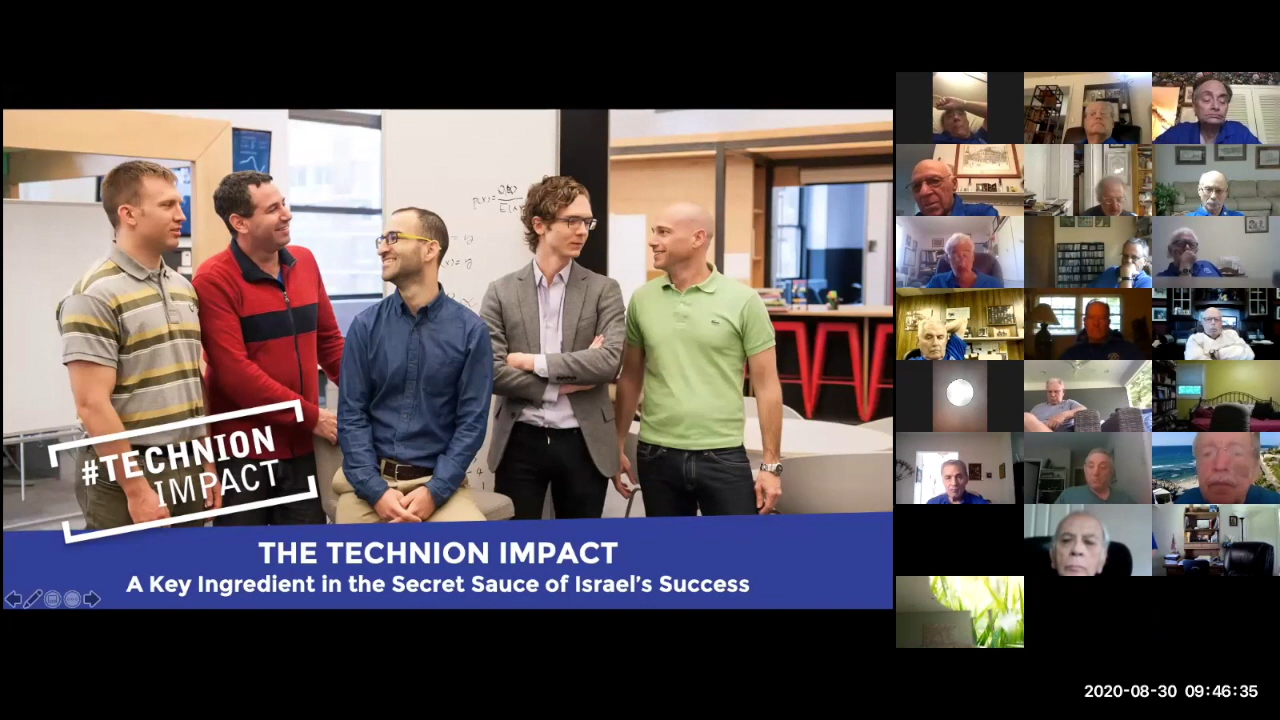 #TECHNION
IMPACT
THE TECHNION IMPACT
A Key Ingredient in the Secret Sauce of Israel's Success
2020-08-30 09:46:35